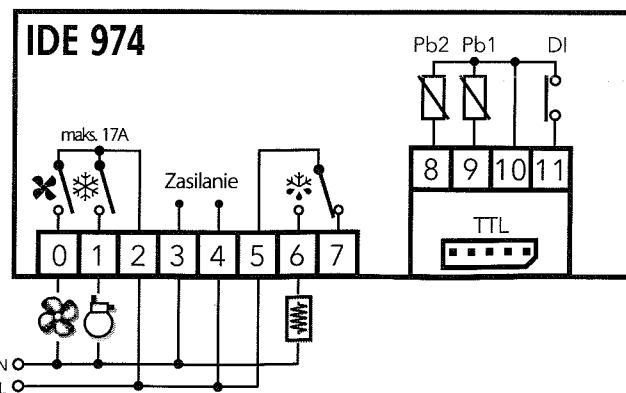 IDE 974
Pb2 Pb1 DI
maks. 17A
Zasilanie
8 9 10 11
TTL
0 1 2 3 4 5 6 7
N
L